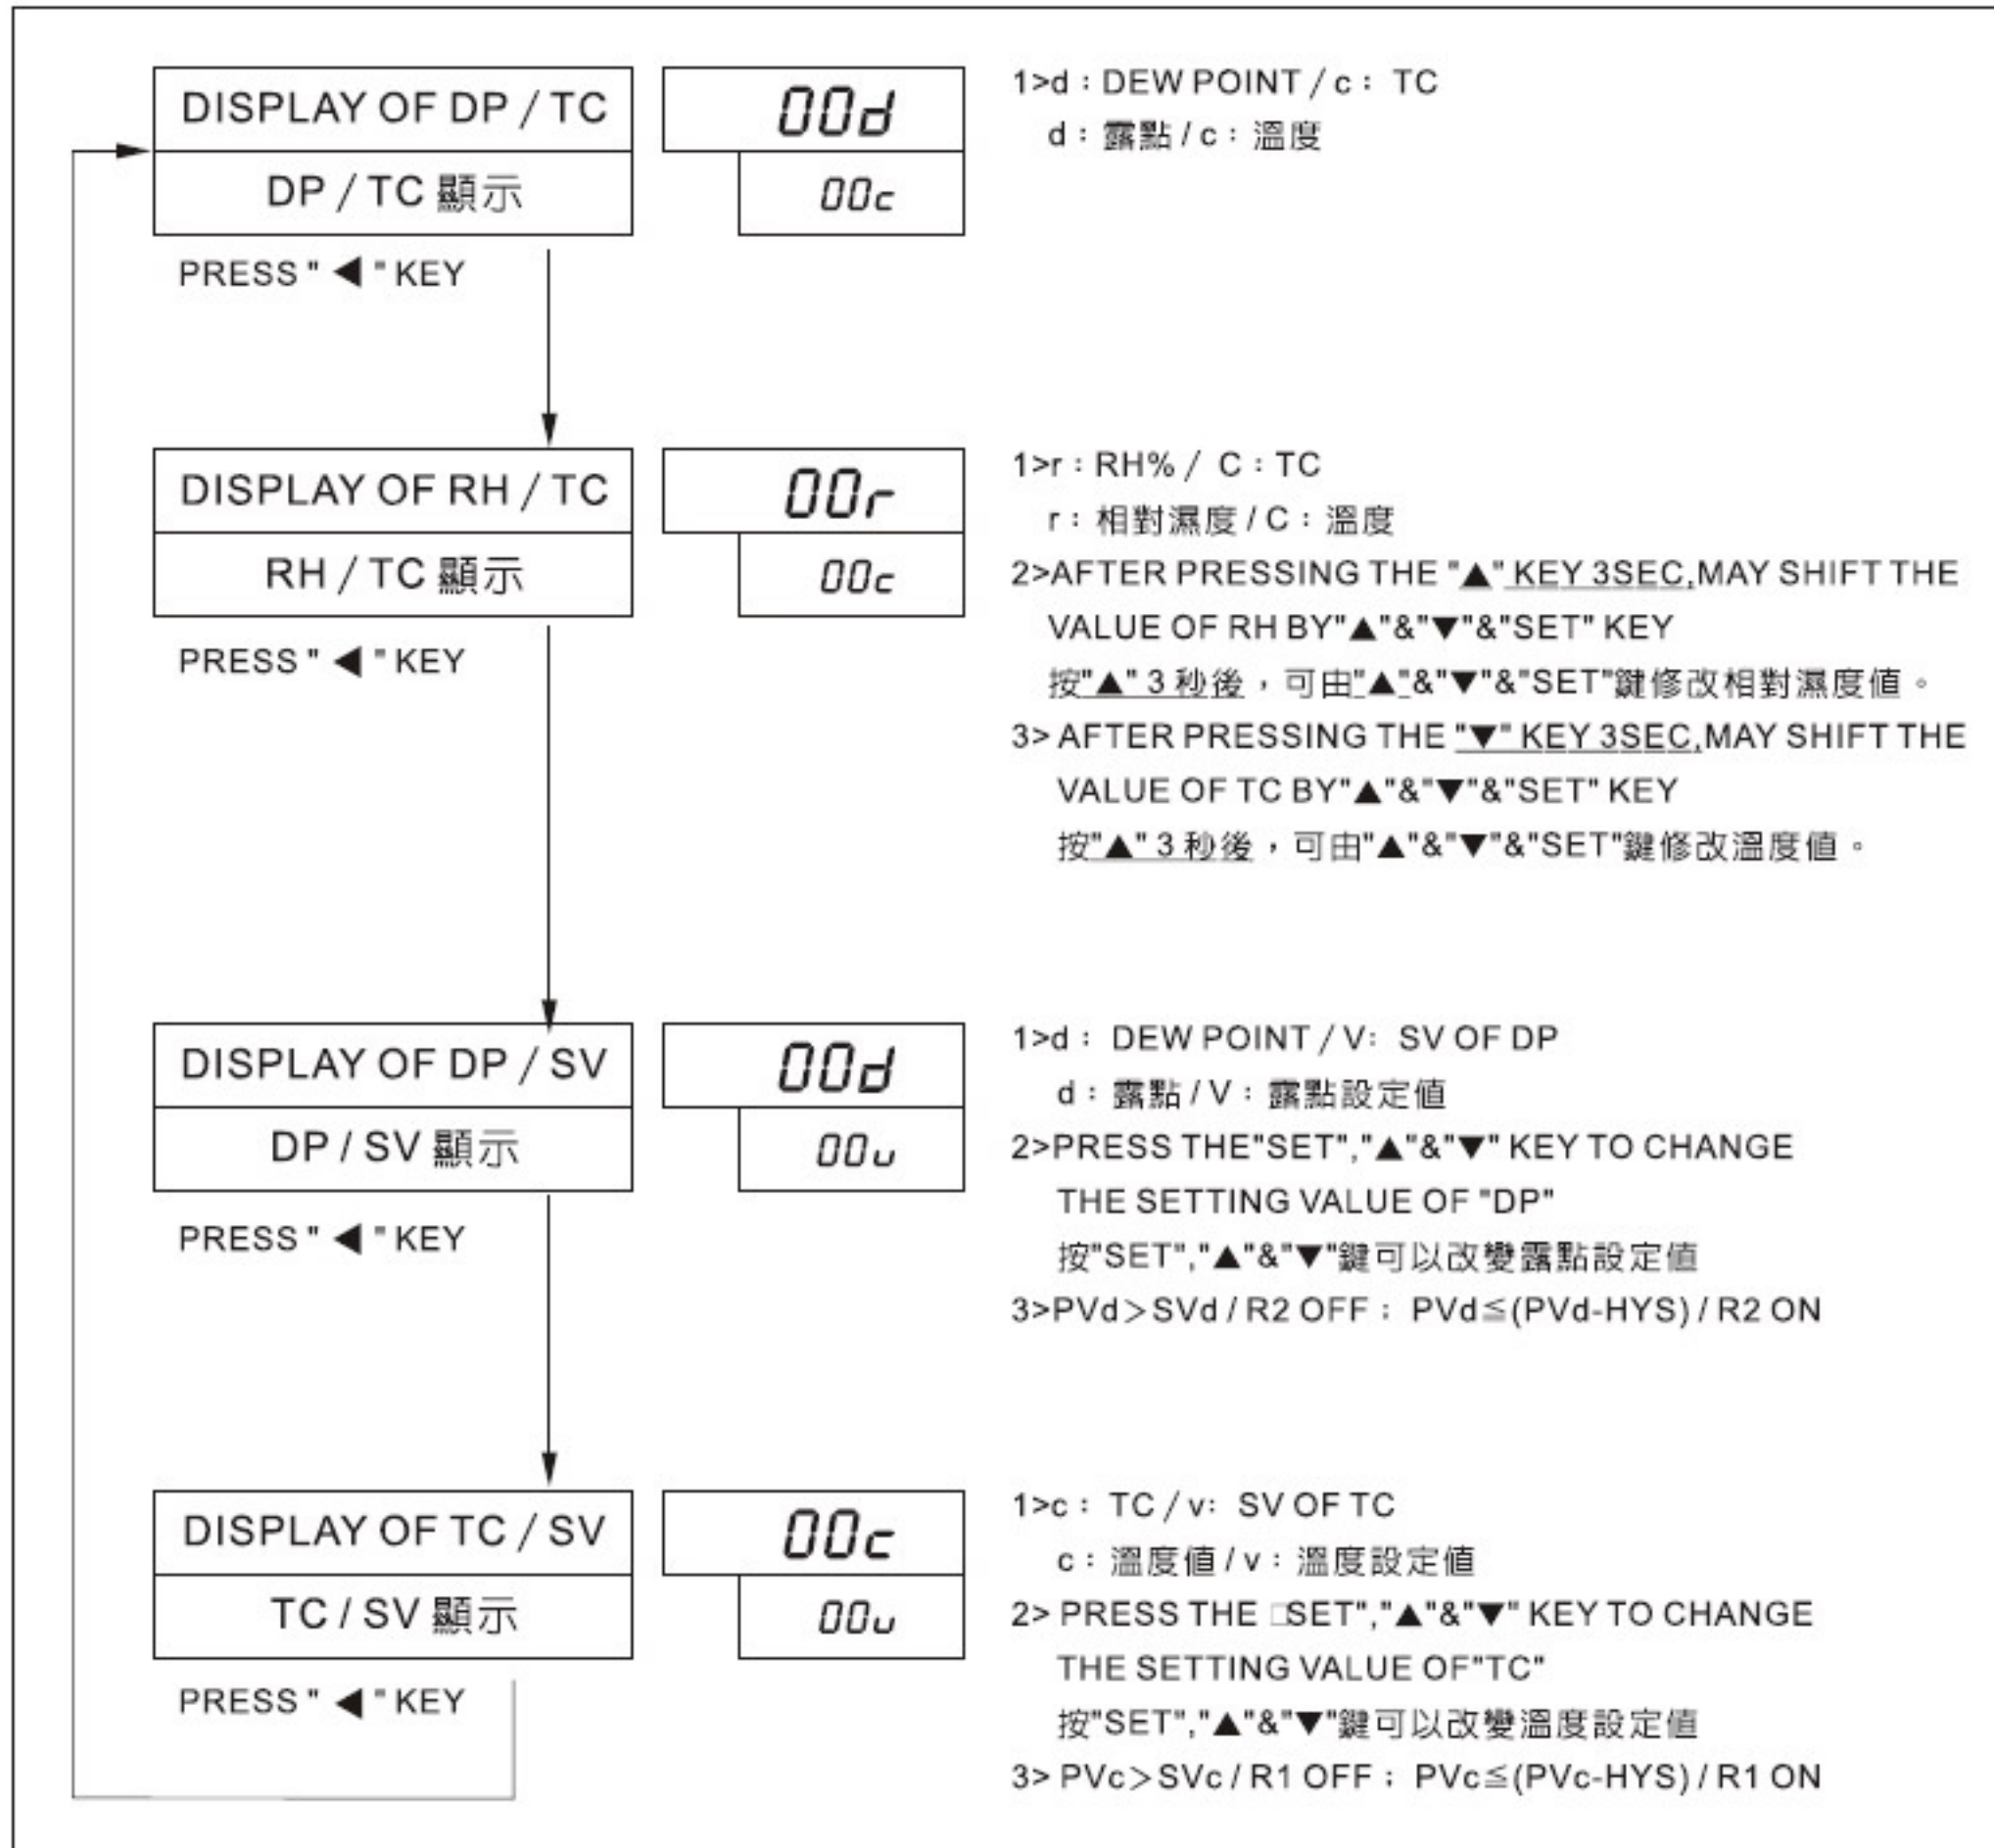 DISPLAY OF DP / TC
DP / TC 顯示
00d
00c
1>d : DEW POINT / c : TC
d : 露點 / c : 溫度
PRESS " ◀ " KEY
DISPLAY OF RH / TC
RH / TC 顯示
00r
00c
1>r : RH% / C : TC
r : 相對濕度 / C : 溫度
2>AFTER PRESSING THE "▲" KEY 3SEC,MAY SHIFT THE
VALUE OF RH BY"▲"&"▼"&"SET" KEY
按"▲" 3 秒後，可由"▲"&"▼"&"SET"鍵修改相對濕度值。
3> AFTER PRESSING THE "▼" KEY 3SEC,MAY SHIFT THE
VALUE OF TC BY"▲"&"▼"&"SET" KEY
按"▲" 3 秒後，可由"▲"&"▼"&"SET"鍵修改溫度值。
PRESS " ◀ " KEY
DISPLAY OF DP / SV
DP / SV 顯示
00d
00u
1>d : DEW POINT / V: SV OF DP
d : 露點 / V : 露點設定值
2>PRESS THE"SET","▲"&"▼" KEY TO CHANGE
THE SETTING VALUE OF "DP"
按"SET","▲"&"▼"鍵可以改變露點設定值
3>PVd＞SVd / R2 OFF ; PVd≦(PVd-HYS) / R2 ON
PRESS " ◀ " KEY
DISPLAY OF TC / SV
TC / SV 顯示
00c
00u
1>c : TC / v: SV OF TC
c : 溫度值 / v : 溫度設定值
2> PRESS THE □SET","▲"&"▼" KEY TO CHANGE
THE SETTING VALUE OF"TC"
按"SET","▲"&"▼"鍵可以改變溫度設定值
3> PVc＞SVc / R1 OFF ; PVc≦(PVc-HYS) / R1 ON
PRESS " ◀ " KEY